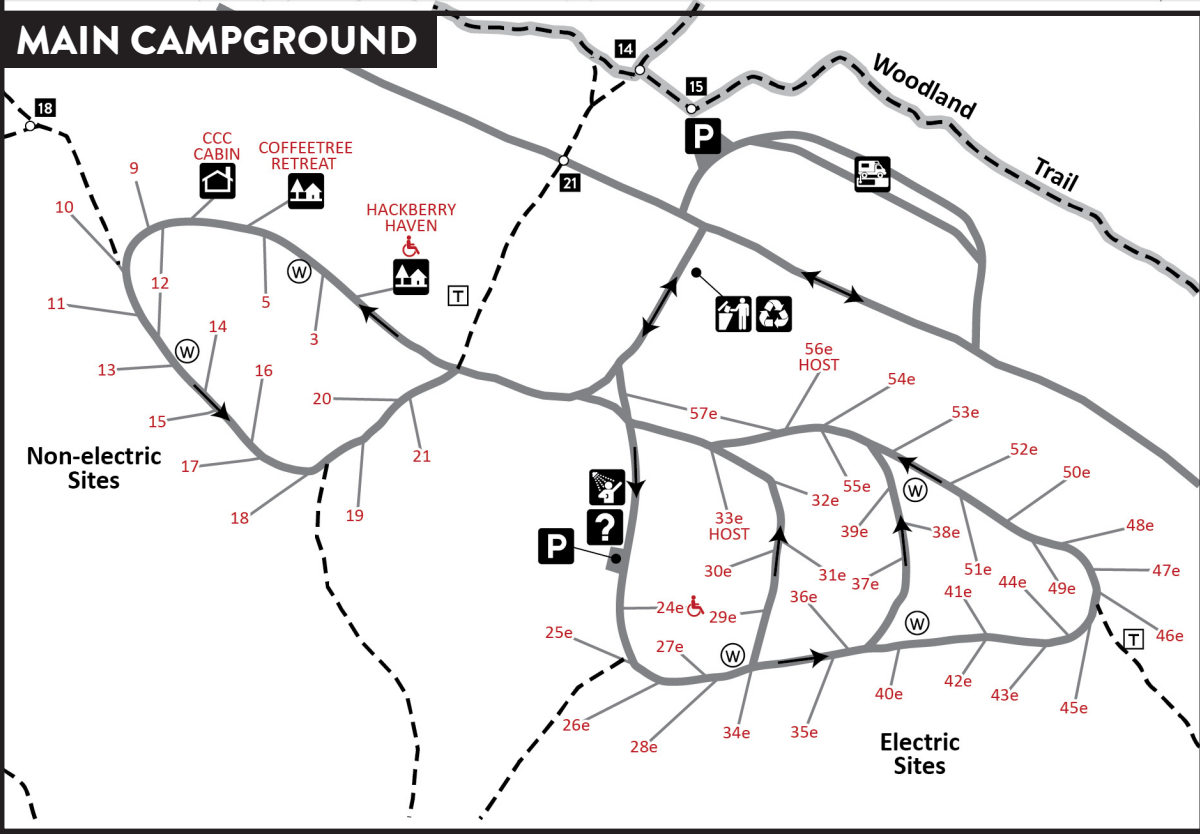 MAIN CAMPGROUND
14
15
18
P
Woodland
Trail
CCC
CABIN
COFFEETREE
RETREAT
9
21
10
HACKBERRY
HAVEN
W
12
5
T
11
3
14
W
13
16
56e
HOST
54e
20
57e
53e
15
21
52e
Non-electric
Sites
17
50e
55e
W
32e
18
19
33e
HOST
39e
38e
48e
?
P
30e
31e
37e
51e
44e
49e
47e
36e
41e
24e
29e
W
25e
27e
W
46e
T
42e
40e
43e
45e
26e
28e
34e
35e
Electric
Sites